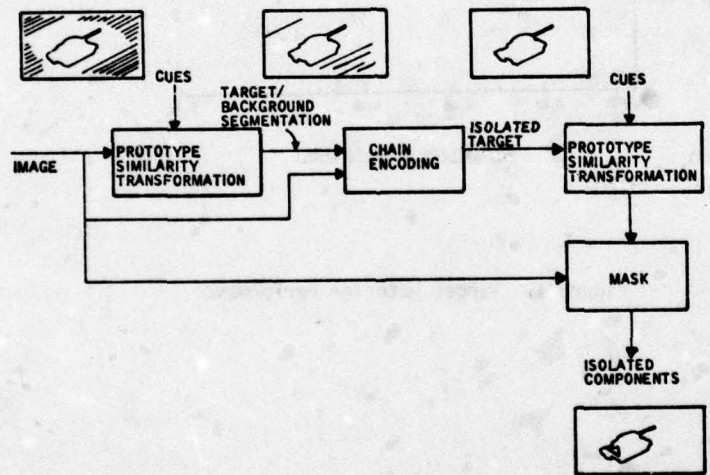 CUES
TARGET/
BACKGROUND
SEGMENTATION
CUES
IMAGE
PROTOTYPE
SIMILARITY
TRANSFORMATION
CHAIN
ENCODING
ISOLATED
TARGET
PROTOTYPE
SIMILARITY
TRANSFORMATION
MASK
ISOLATED
COMPONENTS